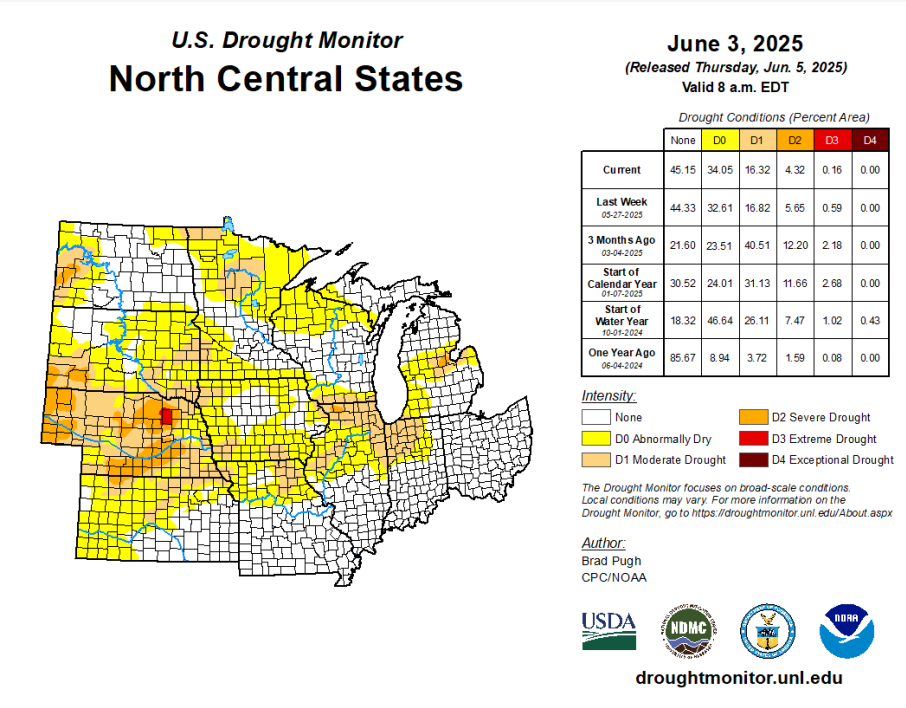 U.S. Drought Monitor
North Central States
June 3, 2025
(Released Thursday, Jun. 5, 2025)
Valid 8 a.m. EDT
Drought Conditions (Percent Area)
None D0 D1 D2 D3 D4
Current 45.15 34.05 16.32 4.32 0.16 0.00
Last Week
05-27-2025
44.33 32.61 16.82 5.65 0.59 0.00
3 Months Ago
03-04-2025
21.60 23.51 40.51 12.20 2.18 0.00
Start of
Calendar Year
01-07-2025
30.52 24.01 31.13 11.66 2.68 0.00
Start of
Water Year
10-01-2024
18.32 46.64 26.11 7.47 1.02 0.43
One Year Ago
06-04-2024
85.67 8.94 3.72 1.59 0.08 0.00
Intensity:
None
D0 Abnormally Dry
D1 Moderate Drought
D2 Severe Drought
D3 Extreme Drought
D4 Exceptional Drought
The Drought Monitor focuses on broad-scale conditions.
Local conditions may vary. For more information on the
Drought Monitor, go to https://droughtmonitor.unl.edu/About.aspx
Author:
Brad Pugh
CPC/NOAA
USDA
NDMC
NOAA
droughtmonitor.unl.edu